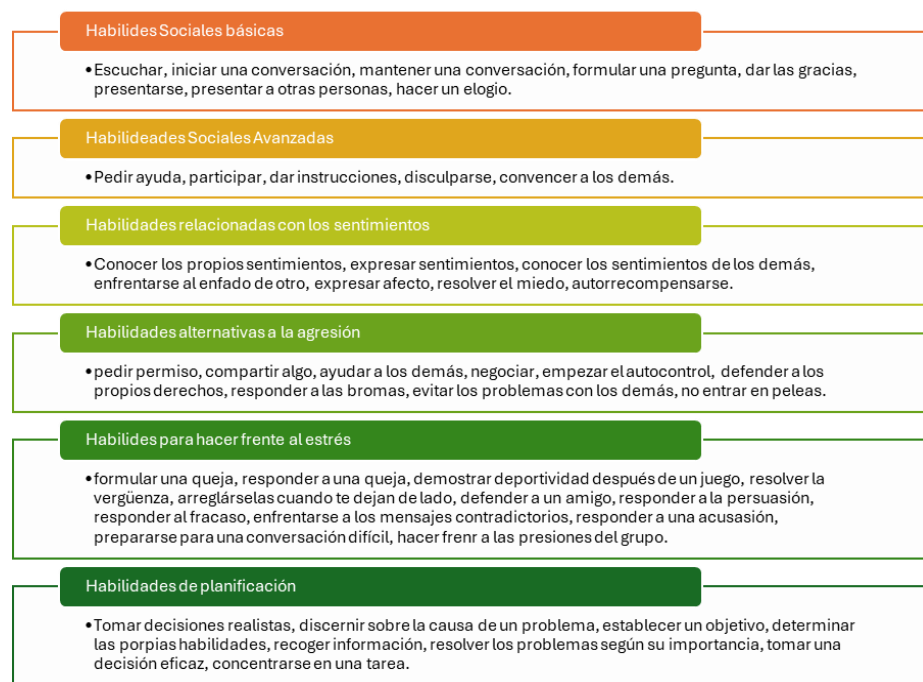 Habilides Sociales básicas
•Escuchar, iniciar una conversación, mantener una conversación, formular una pregunta, dar las gracias,
presentarse, presentar a otras personas, hacer un elogio.
Habilideades Sociales Avanzadas
•Pedir ayuda, participar, dar instrucciones, disculparse, convencer a los demás.
Habilidades relacionadas con los sentimientos
•Conocer los propios sentimientos, expresar sentimientos, conocer los sentimientos de los demás,
enfrentarse al enfado de otro, expresar afecto, resolver el miedo, autorrecompensarse.
Habilidades alternativas a la agresión
•pedir permiso, compartir algo, ayudar a los demás, negociar, empezar el autocontrol, defender a los
propios derechos, responder a las bromas, evitar los problemas con los demás, no entrar en peleas.
Habilides para hacer frente al estrés
•formular una queja, responder a una queja, demostrar deportividad después de un juego, resolver la
vergüenza, arreglárselas cuando te dejan de lado, defender a un amigo, responder a la persuasión,
responder al fracaso, enfrentarse a los mensajes contradictorios, responder a una acusasión,
prepararse para una conversación difícil, hacer frenr a las presiones del grupo.
Habilidades de planificación
•Tomar decisiones realistas, discernir sobre la causa de un problema, establecer un objetivo, determinar
las porpias habilidades, recoger información, resolver los problemas según su importancia, tomar una
decisión eficaz, concentrarse en una tarea.